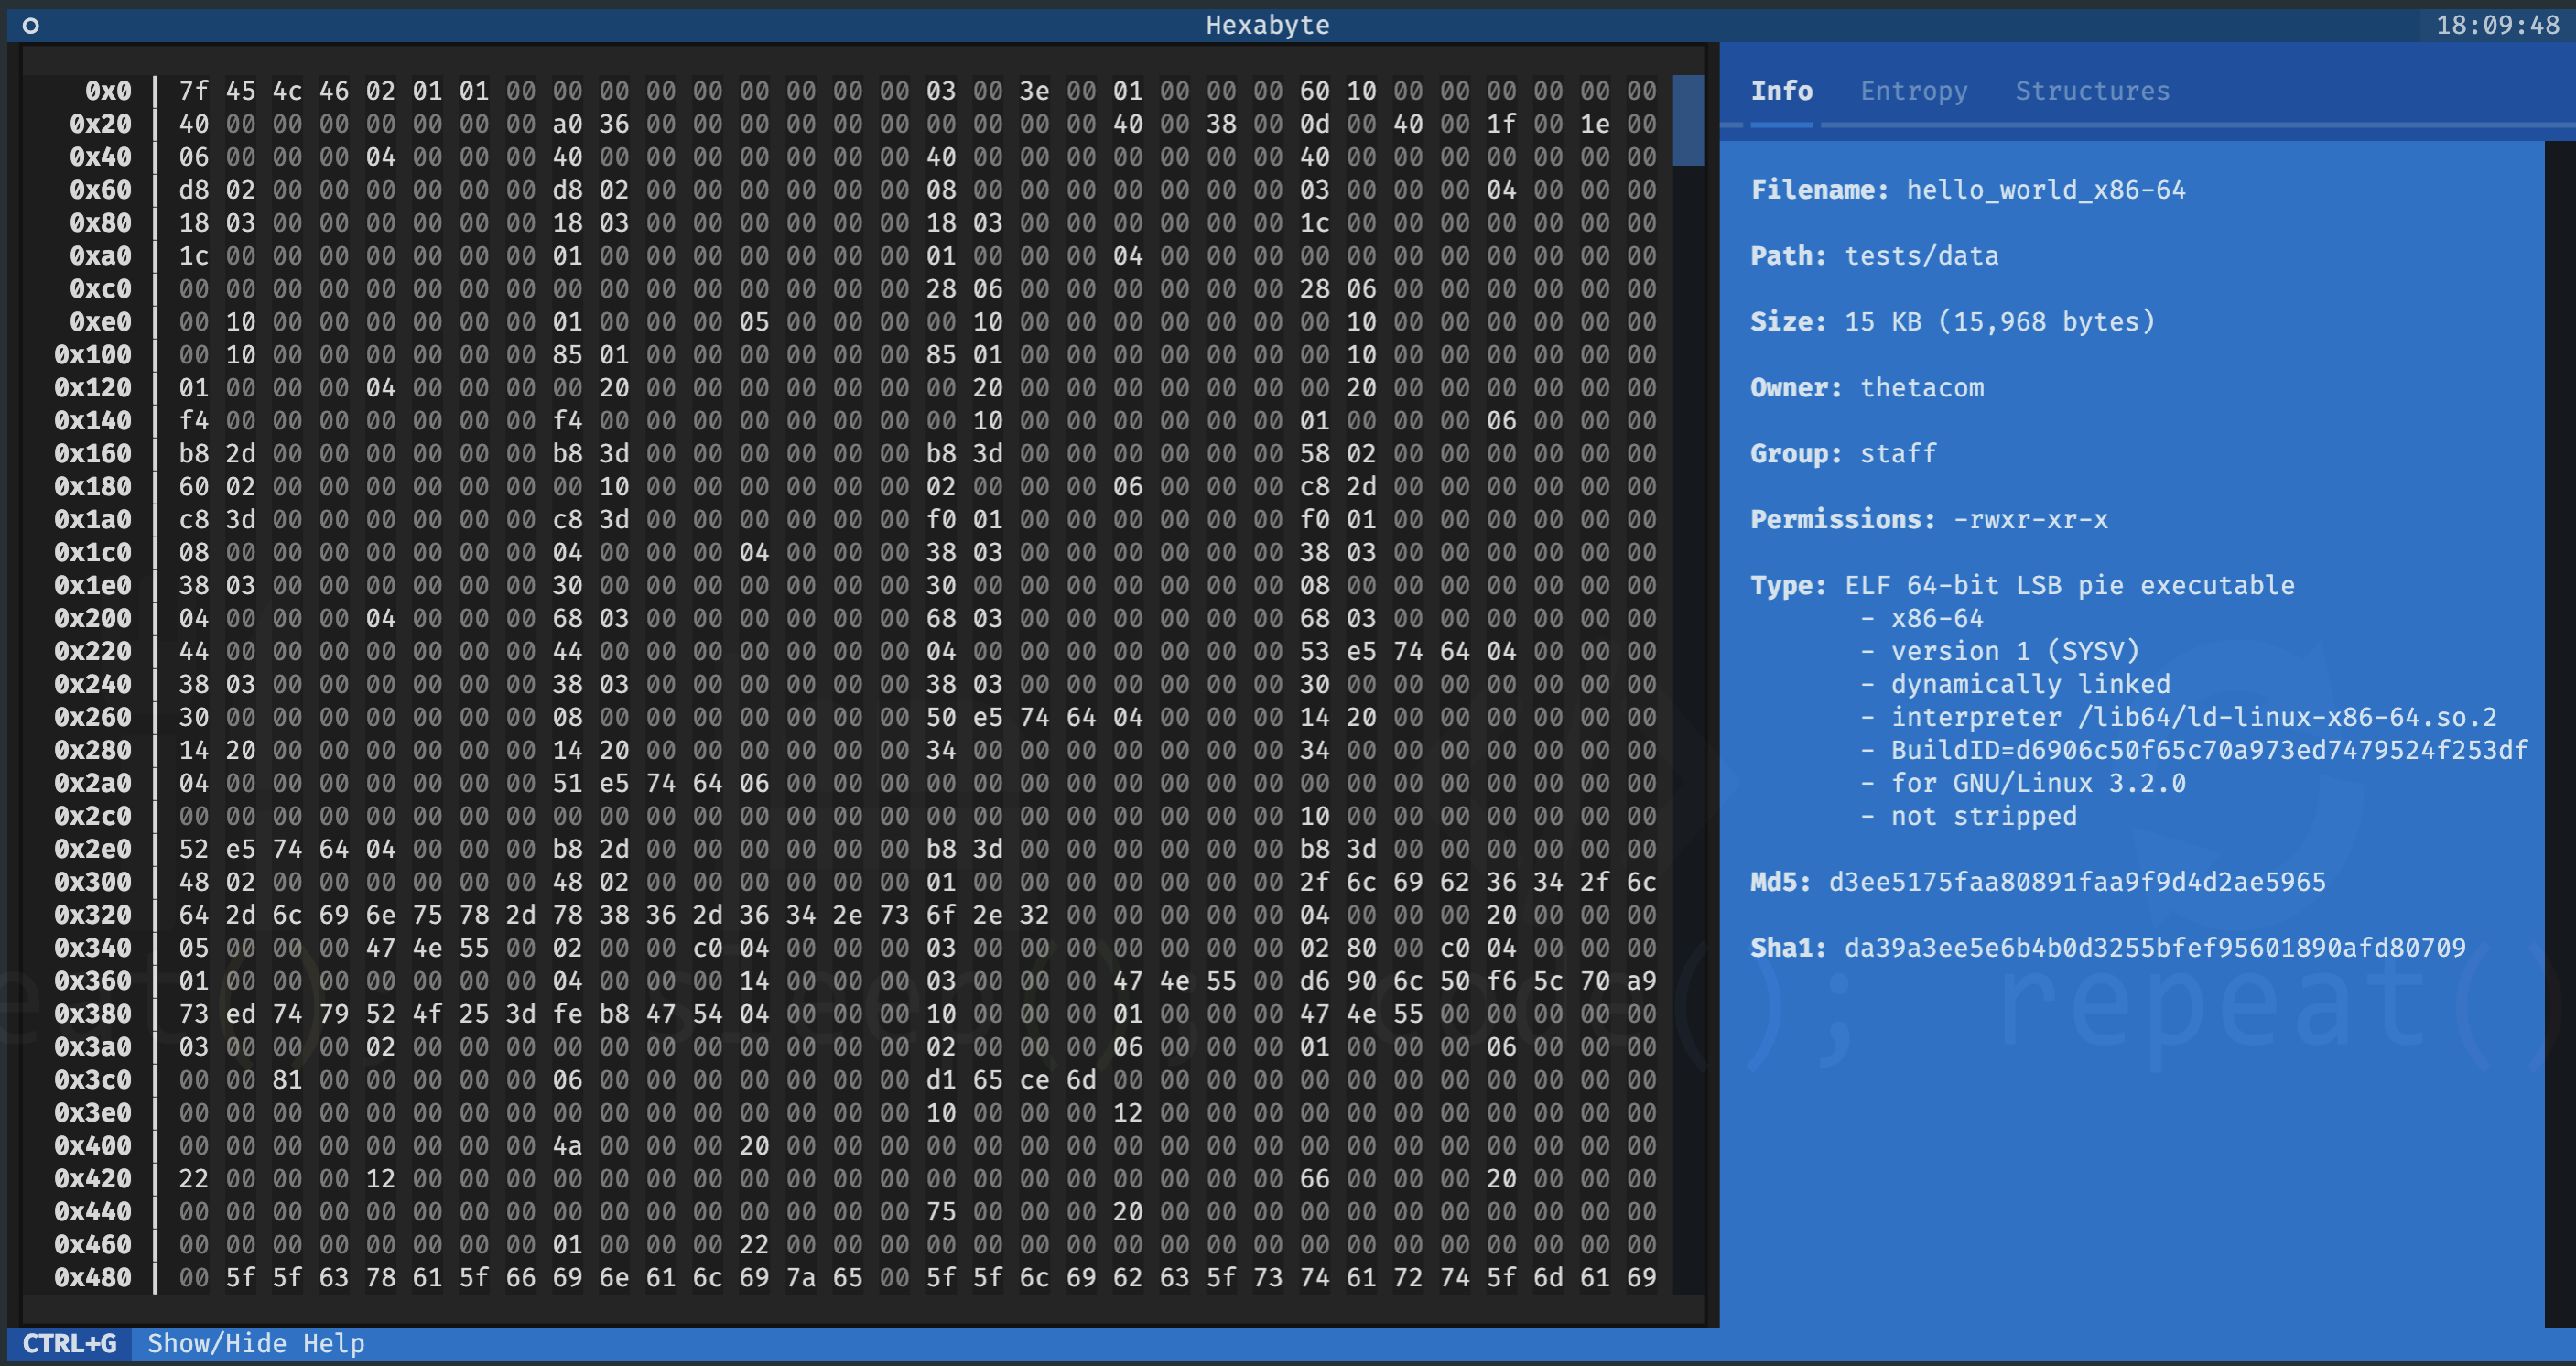 Hexabyte 18:09:48
0x0 7f 45 4c 46 02 01 01 00 00 00 00 00 00 00 00 00 03 00 3e 00 01 00 00 00 60 10 00 00 00 00 00 00
0x20 40 00 00 00 00 00 00 00 a0 36 00 00 00 00 00 00 00 00 00 00 40 00 38 00 0d 00 40 00 1f 00 1e 00
0x40 06 00 00 00 04 00 00 00 40 00 00 00 00 00 00 00 40 00 00 00 00 00 00 00 40 00 00 00 00 00 00 00
0x60 d8 02 00 00 00 00 00 00 d8 02 00 00 00 00 00 00 08 00 00 00 00 00 00 00 03 00 00 00 04 00 00 00
0x80 18 03 00 00 00 00 00 00 18 03 00 00 00 00 00 00 18 03 00 00 00 00 00 00 1c 00 00 00 00 00 00 00
0xa0 1c 00 00 00 00 00 00 00 01 00 00 00 00 00 00 00 01 00 00 00 04 00 00 00 00 00 00 00 00 00 00 00
0xc0 00 00 00 00 00 00 00 00 00 00 00 00 00 00 00 00 28 06 00 00 00 00 00 00 28 06 00 00 00 00 00 00
0xe0 00 10 00 00 00 00 00 00 01 00 00 00 05 00 00 00 00 10 00 00 00 00 00 00 00 10 00 00 00 00 00 00
0x100 00 10 00 00 00 00 00 00 85 01 00 00 00 00 00 00 85 01 00 00 00 00 00 00 00 10 00 00 00 00 00 00
0x120 01 00 00 00 04 00 00 00 00 20 00 00 00 00 00 00 00 20 00 00 00 00 00 00 00 20 00 00 00 00 00 00
0x140 f4 00 00 00 00 00 00 00 f4 00 00 00 00 00 00 00 00 10 00 00 00 00 00 00 01 00 00 00 06 00 00 00
0x160 b8 2d 00 00 00 00 00 00 b8 3d 00 00 00 00 00 00 b8 3d 00 00 00 00 00 00 58 02 00 00 00 00 00 00
0x180 60 02 00 00 00 00 00 00 00 10 00 00 00 00 00 00 02 00 00 00 06 00 00 00 c8 2d 00 00 00 00 00 00
0x1a0 c8 3d 00 00 00 00 00 00 c8 3d 00 00 00 00 00 00 f0 01 00 00 00 00 00 00 f0 01 00 00 00 00 00 00
0x1c0 08 00 00 00 00 00 00 00 04 00 00 00 04 00 00 00 38 03 00 00 00 00 00 00 38 03 00 00 00 00 00 00
0x1e0 38 03 00 00 00 00 00 00 30 00 00 00 00 00 00 00 30 00 00 00 00 00 00 00 08 00 00 00 00 00 00 00
0x200 04 00 00 00 04 00 00 00 68 03 00 00 00 00 00 00 68 03 00 00 00 00 00 00 68 03 00 00 00 00 00 00
0x220 44 00 00 00 00 00 00 00 44 00 00 00 00 00 00 00 04 00 00 00 00 00 00 00 53 e5 74 64 04 00 00 00
0x240 38 03 00 00 00 00 00 00 38 03 00 00 00 00 00 00 38 03 00 00 00 00 00 00 30 00 00 00 00 00 00 00
0x260 30 00 00 00 00 00 00 00 08 00 00 00 00 00 00 00 50 e5 74 64 04 00 00 00 14 20 00 00 00 00 00 00
0x280 14 20 00 00 00 00 00 00 14 20 00 00 00 00 00 00 34 00 00 00 00 00 00 00 34 00 00 00 00 00 00 00
0x2a0 04 00 00 00 00 00 00 00 51 e5 74 64 06 00 00 00 00 00 00 00 00 00 00 00 00 00 00 00 00 00 00 00
0x2c0 00 00 00 00 00 00 00 00 00 00 00 00 00 00 00 00 00 00 00 00 00 00 00 00 10 00 00 00 00 00 00 00
0x2e0 52 e5 74 64 04 00 00 00 b8 2d 00 00 00 00 00 00 b8 3d 00 00 00 00 00 00 b8 3d 00 00 00 00 00 00
0x300 48 02 00 00 00 00 00 00 48 02 00 00 00 00 00 00 01 00 00 00 00 00 00 00 2f 6c 69 62 36 34 2f 6c
0x320 64 2d 6c 69 6e 75 78 2d 78 38 36 2d 36 34 2e 73 6f 2e 32 00 00 00 00 00 04 00 00 00 20 00 00 00
0x340 05 00 00 00 47 4e 55 00 02 00 00 c0 04 00 00 00 03 00 00 00 00 00 00 00 02 80 00 c0 04 00 00 00
0x360 01 00 00 00 00 00 00 00 04 00 00 00 14 00 00 00 03 00 00 00 47 4e 55 00 d6 90 6c 50 f6 5c 70 a9
0x380 73 ed 74 79 52 4f 25 3d fe b8 47 54 04 00 00 00 10 00 00 00 01 00 00 00 47 4e 55 00 00 00 00 00
0x3a0 03 00 00 00 02 00 00 00 00 00 00 00 00 00 00 00 02 00 00 00 06 00 00 00 01 00 00 00 06 00 00 00
0x3c0 00 00 81 00 00 00 00 00 06 00 00 00 00 00 00 00 d1 65 ce 6d 00 00 00 00 00 00 00 00 00 00 00 00
0x3e0 00 00 00 00 00 00 00 00 00 00 00 00 00 00 00 00 10 00 00 00 12 00 00 00 00 00 00 00 00 00 00 00
0x400 00 00 00 00 00 00 00 00 4a 00 00 00 20 00 00 00 00 00 00 00 00 00 00 00 00 00 00 00 00 00 00 00
0x420 22 00 00 00 12 00 00 00 00 00 00 00 00 00 00 00 00 00 00 00 00 00 00 00 66 00 00 00 20 00 00 00
0x440 00 00 00 00 00 00 00 00 00 00 00 00 00 00 00 00 75 00 00 00 20 00 00 00 00 00 00 00 00 00 00 00
0x460 00 00 00 00 00 00 00 00 01 00 00 00 22 00 00 00 00 00 00 00 00 00 00 00 00 00 00 00 00 00 00 00
0x480 00 5f 5f 63 78 61 5f 66 69 6e 61 6c 69 7a 65 00 5f 5f 6c 69 62 63 5f 73 74 61 72 74 5f 6d 61 69
Info Entropy Structures
Filename: hello_world_x86-64
Path: tests/data
Size: 15 KB (15,968 bytes)
Owner: thetacom
Group: staff
Permissions: -rwxr-xr-x
Type: ELF 64-bit LSB pie executable
- x86-64
- version 1 (SYSV)
- dynamically linked
- interpreter /lib64/ld-linux-x86-64.so.2
- BuildID=d6906c50f65c70a973ed7479524f253df
- for GNU/Linux 3.2.0
- not stripped
Md5: d3ee5175faa80891faa9f9d4d2ae5965
Sha1: da39a3ee5e6b4b0d3255bfef95601890afd80709
eat() sleep(); code(); repeat()
CTRL+G Show/Hide Help